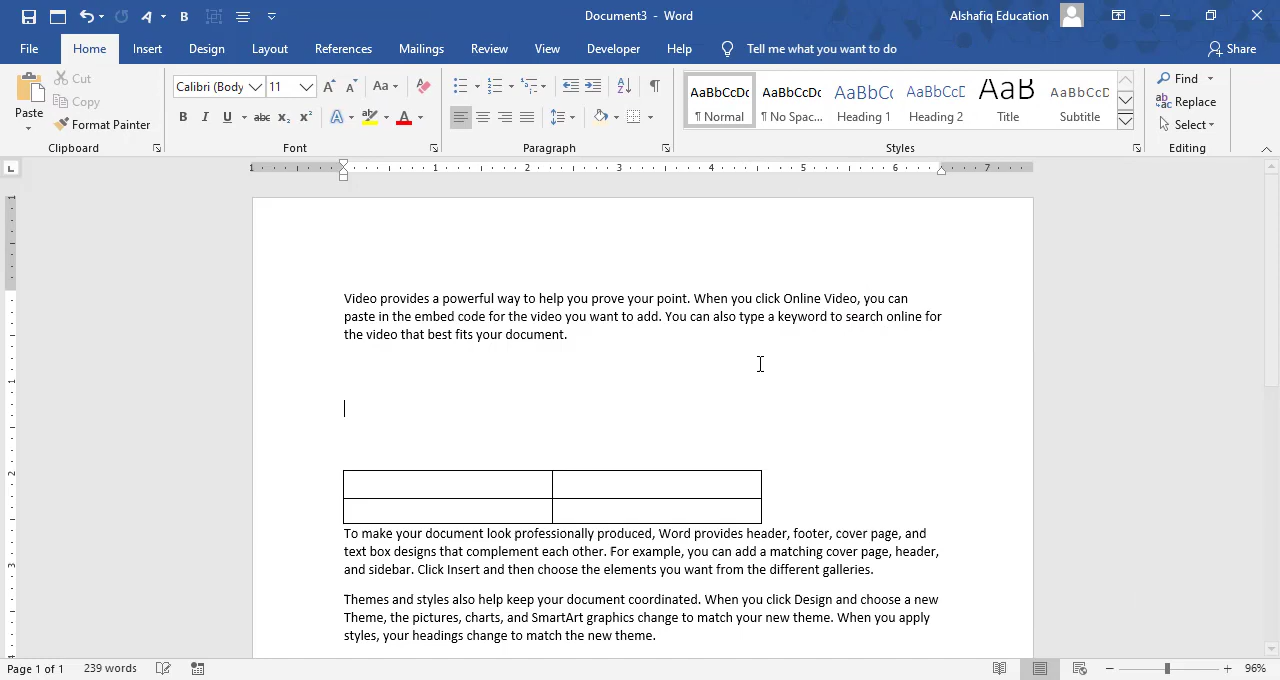 Document3 - Word
Alshafiq Education
File Home Insert Design Layout References Mailings Review View Developer Help Tell me what you want to do Share
Paste
Cut
Copy
Format Painter
Clipboard
Calibri (Body 11
Font
Paragraph
AaBbCcDc AaBbCcDc AaBbCc AaBbCcD AaB AaBbCcD
¶ Normal ¶ No Spac... Heading 1 Heading 2 Title Subtitle
Styles
Find
Replace
Select
Editing
1 1 2 3 4 5 6 7
Video provides a powerful way to help you prove your point. When you click Online Video, you can
paste in the embed code for the video you want to add. You can also type a keyword to search online for
the video that best fits your document.
To make your document look professionally produced, Word provides header, footer, cover page, and
text box designs that complement each other. For example, you can add a matching cover page, header,
and sidebar. Click Insert and then choose the elements you want from the different galleries.
Themes and styles also help keep your document coordinated. When you click Design and choose a new
Theme, the pictures, charts, and SmartArt graphics change to match your new theme. When you apply
styles, your headings change to match the new theme.
Page 1 of 1 239 words 96%